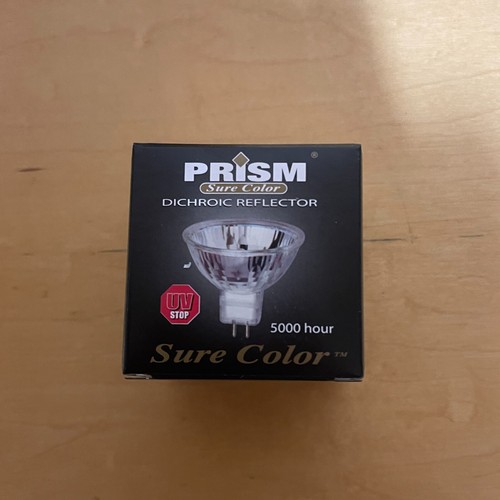 PRISM®
Sure Color
DICHROIC REFLECTOR
UV
STOP
5000 hour
Sure Color™